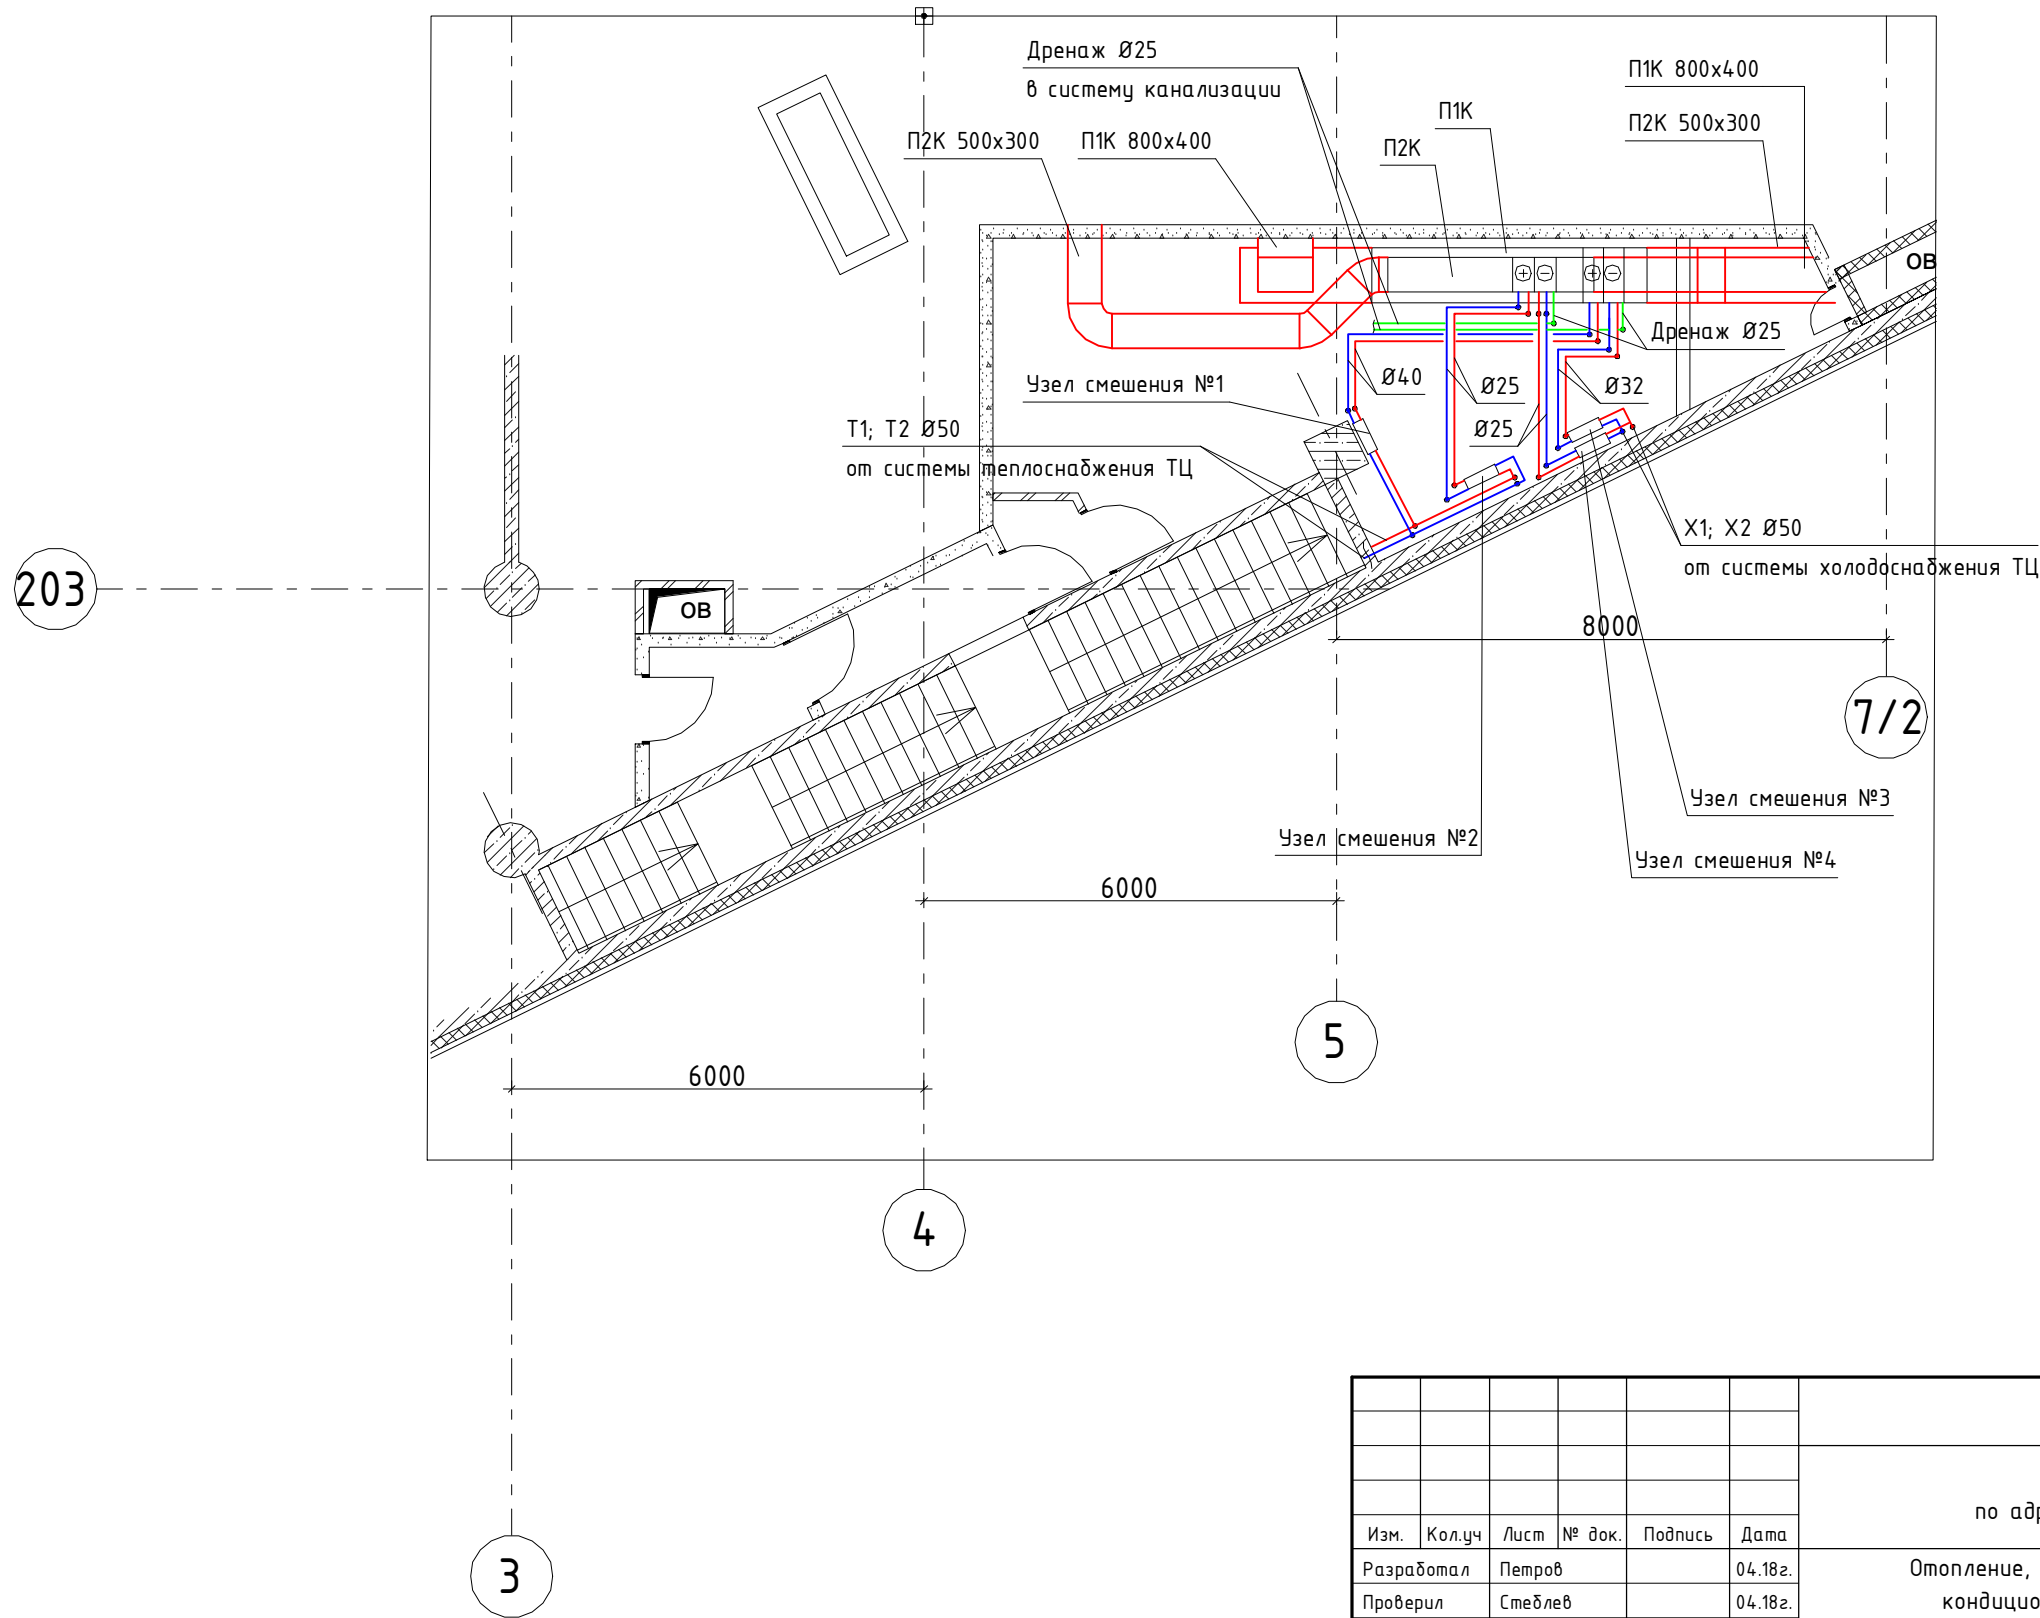 Дренаж Ø25
в систему канализации
П1К 800х400
П1К
П2К 500х300
П2К 500х300
П1К 800х400
П2К
ОВ
Дренаж Ø25
Узел смешения №1
Ø40
Ø25
Ø32
Т1; Т2 Ø50
от системы теплоснабжения ТЦ
Ø25
Х1; Х2 Ø50
от системы холодоснабжения ТЦ
203
ОВ
8000
7/2
Узел смешения №3
Узел смешения №2
Узел смешения №4
6000
5
6000
4
3
по адр
Изм. Кол.уч Лист № док. Подпись Дата
Разработал Петров 04.18г. Отопление,
Проверил Стеблев 04.18г. кондицио